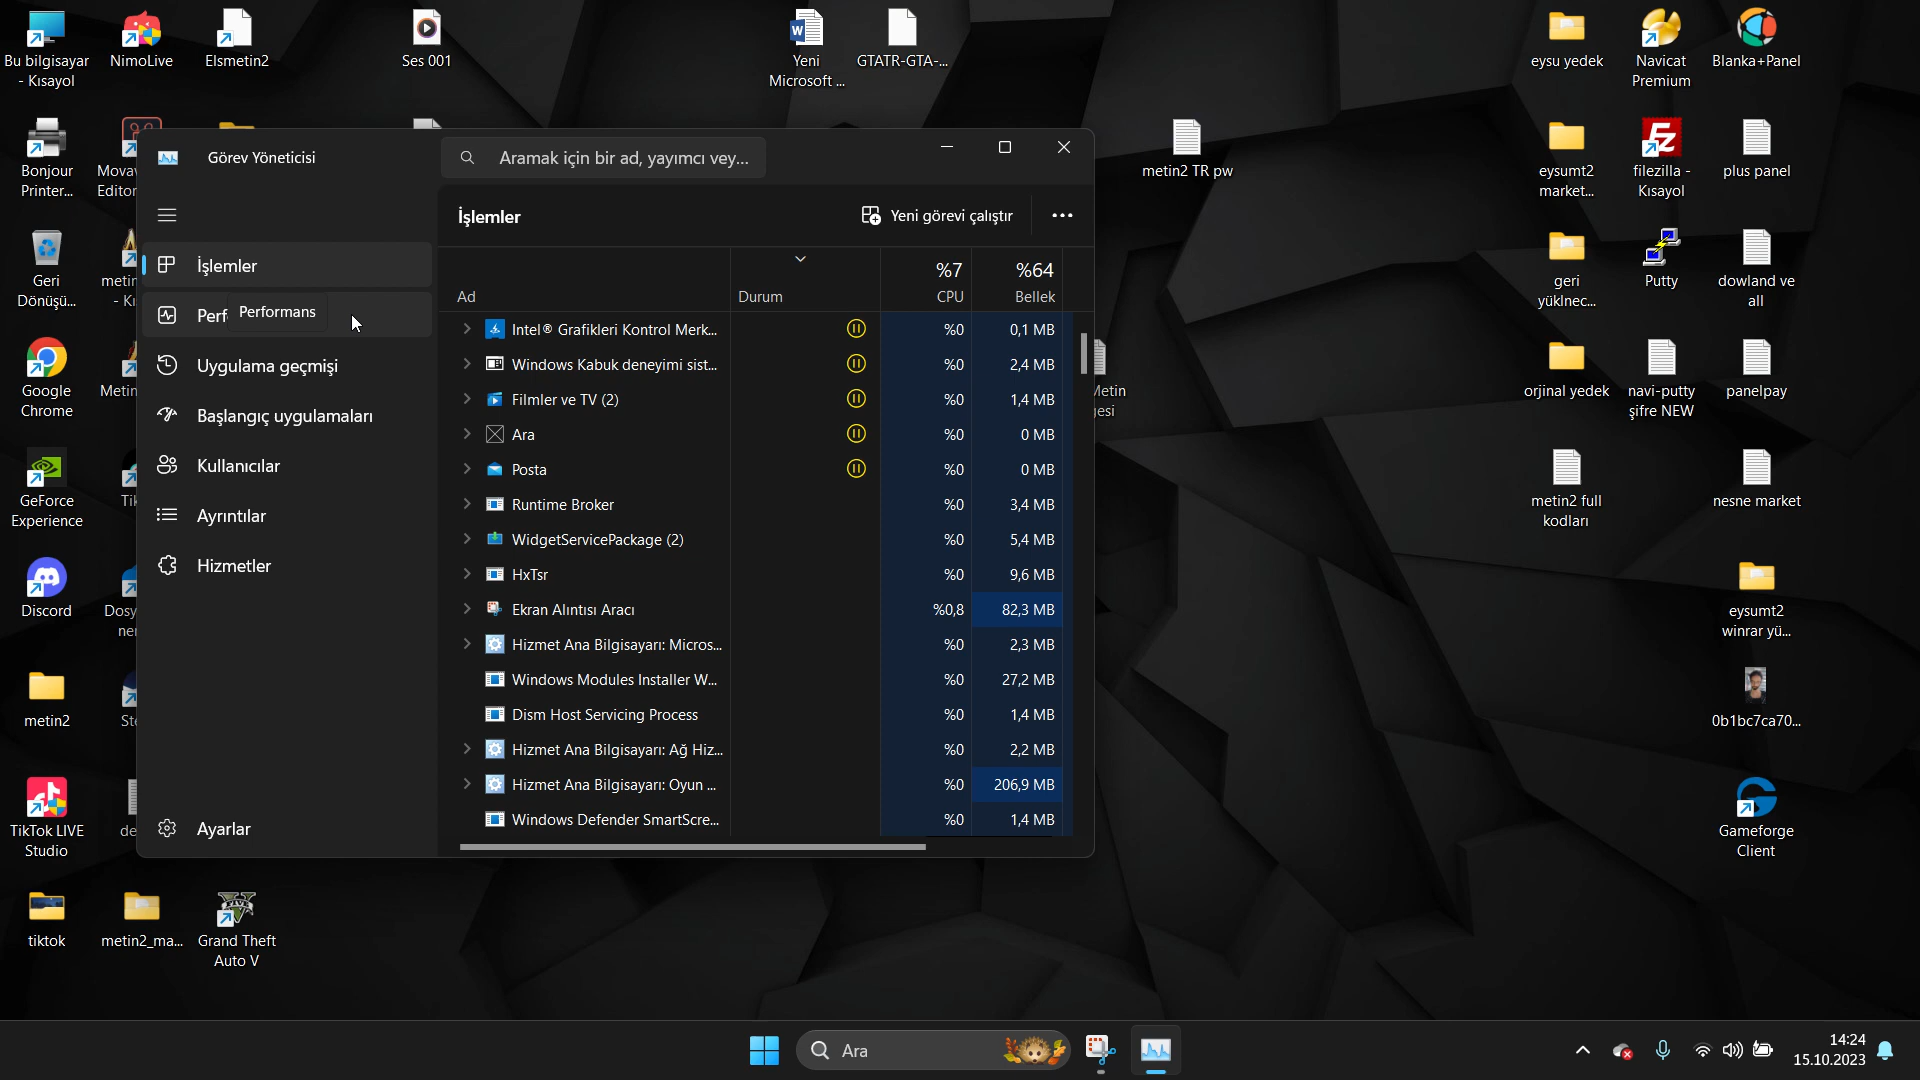 Bu bilgisayar
- Kısayol
NimoLive
Elsmetin2
Ses 001
Yeni
Microsoft ...
GTATR-GTA-...
eysu yedek
Navicat
Premium
Blanka+Panel
Bonjour
Printer...
Editor
metin2 TR pw
eysumt2
market...
filezilla -
Kısayol
plus panel
Geri
Dönüşü...
geri
yüklnec...
Putty
dowland ve
all
Google
Chrome
orjinal yedek
navi-putty
şifre NEW
panelpay
GeForce
Experience
metin2 full
kodları
nesne market
Discord
eysumt2
winrar yü...
metin2
0b1bc7ca70...
TikTok LIVE
Studio
Gameforge
Client
tiktok
metin2_ma...
Grand Theft
Auto V
Görev Yöneticisi
Aramak için bir ad, yayımcı vey...
İşlemler
Performans
Uygulama geçmişi
Başlangıç uygulamaları
Kullanıcılar
Ayrıntılar
Hizmetler
Ayarlar
İşlemler
Yeni görevi çalıştır
%7 %64
Ad Durum CPU Bellek
Intel® Grafikleri Kontrol Merk... %0 0,1 MB
Windows Kabuk deneyimi sist... %0 2,4 MB
Filmler ve TV (2) %0 1,4 MB
Ara %0 0 MB
Posta %0 0 MB
Runtime Broker %0 3,4 MB
WidgetServicePackage (2) %0 5,4 MB
HxTsr %0 9,6 MB
Ekran Alıntısı Aracı %0,8 82,3 MB
Hizmet Ana Bilgisayarı: Micros... %0 2,3 MB
Windows Modules Installer W... %0 27,2 MB
Dism Host Servicing Process %0 1,4 MB
Hizmet Ana Bilgisayarı: Ağ Hiz... %0 2,2 MB
Hizmet Ana Bilgisayarı: Oyun ... %0 206,9 MB
Windows Defender SmartScre... %0 1,4 MB
Ara
14:24
15.10.2023